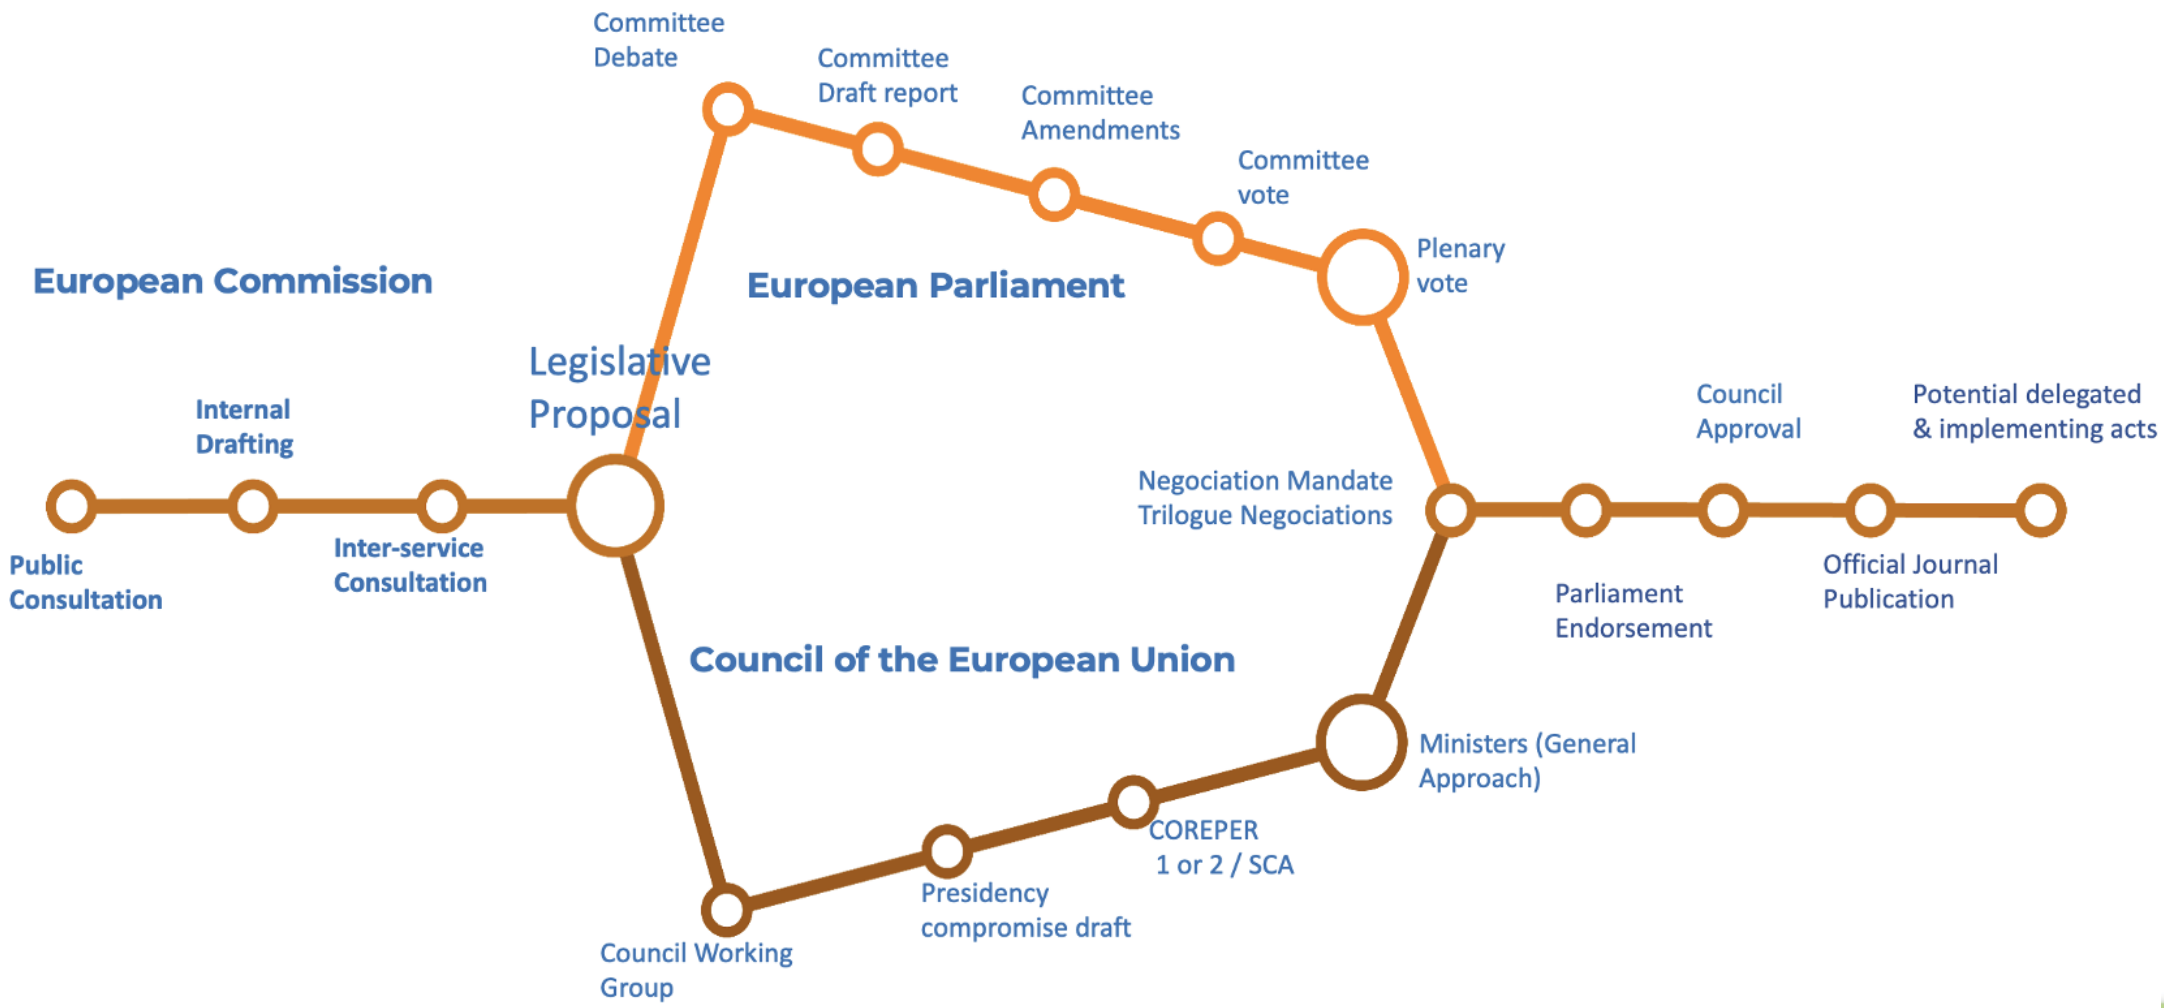 Committee
Debate
Committee
Draft report
Committee
Amendments
Committee
vote
Plenary
vote
European Commission
European Parliament
Legislative
Proposal
Internal
Drafting
Inter-service
Consultation
Public
Consultation
Negociation Mandate
Trilogue Negociations
Council
Approval
Potential delegated
& implementing acts
Parliament
Endorsement
Official Journal
Publication
Council of the European Union
Ministers (General
Approach)
COREPER
1 or 2 / SCA
Presidency
compromise draft
Council Working
Group